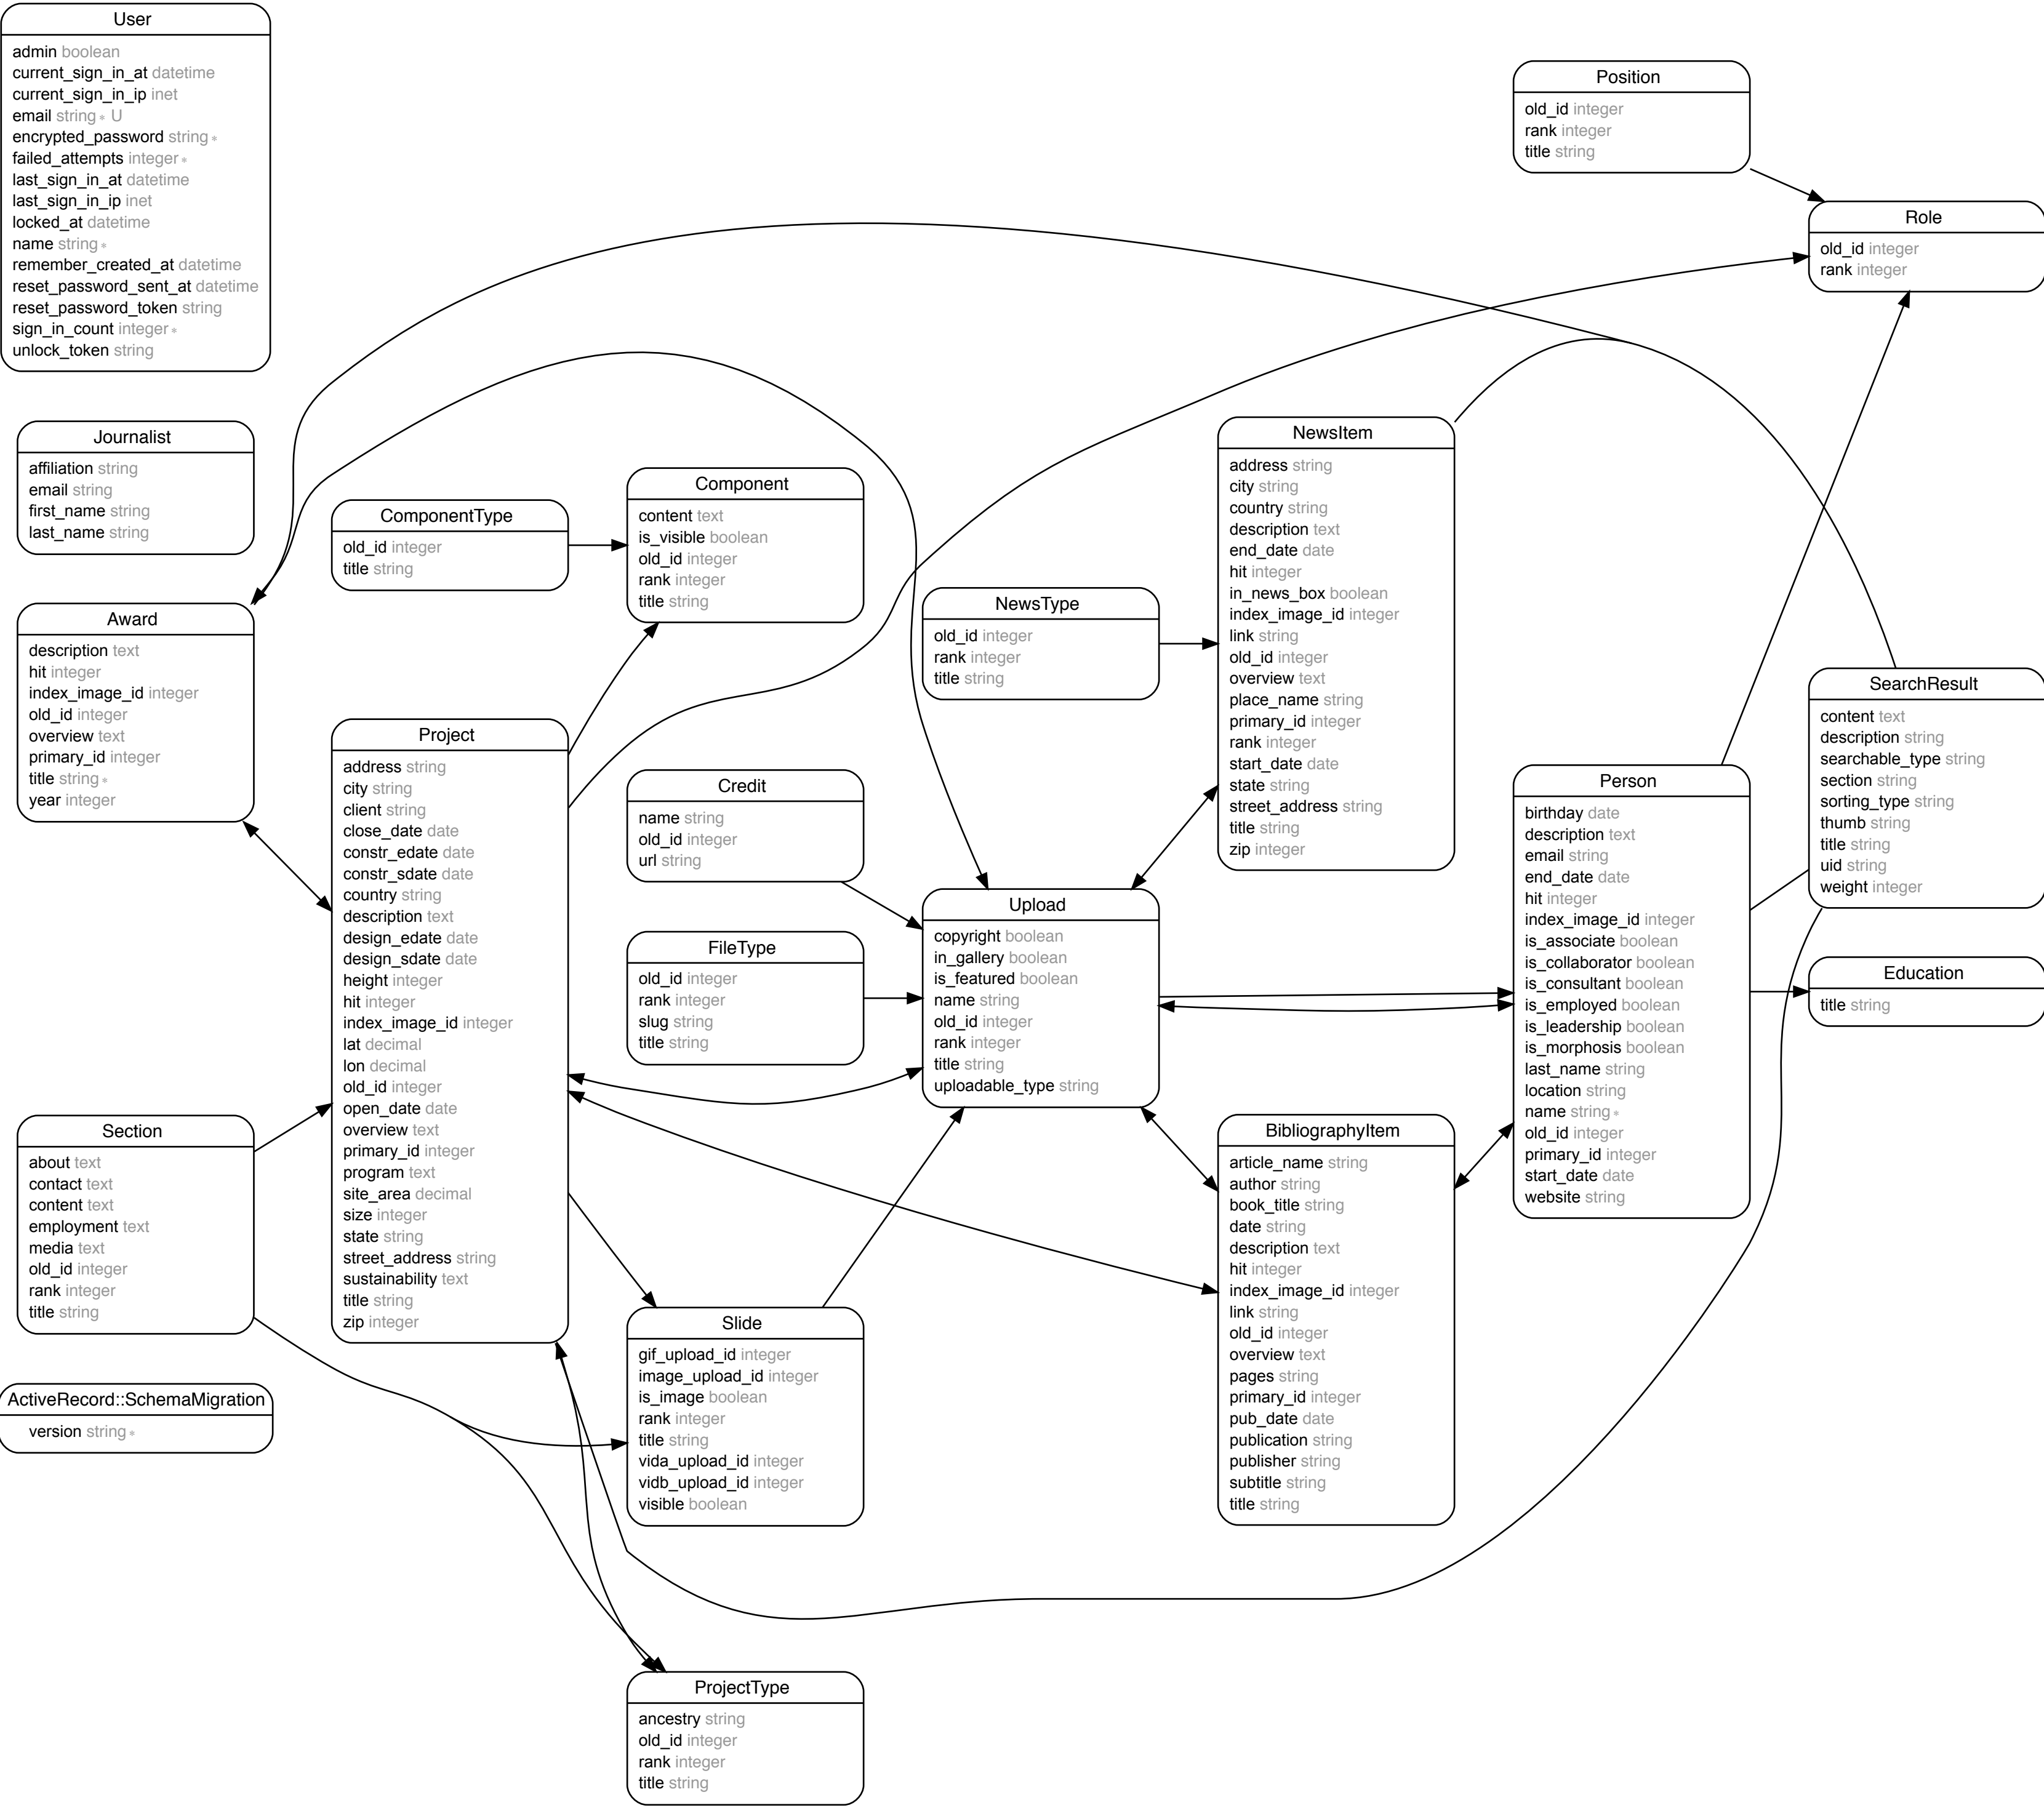 User
admin boolean
current_sign_in_at datetime
current_sign_in_ip inet
email string * U
encrypted_password string *
failed_attempts integer *
last_sign_in_at datetime
last_sign_in_ip inet
locked_at datetime
name string *
remember_created_at datetime
reset_password_sent_at datetime
reset_password_token string
sign_in_count integer *
unlock_token string
Position
old_id integer
rank integer
title string
Role
old_id integer
rank integer
Journalist
affiliation string
email string
first_name string
last_name string
ComponentType
old_id integer
title string
Component
content text
is_visible boolean
old_id integer
rank integer
title string
NewsItem
address string
city string
country string
description text
end_date date
hit integer
in_news_box boolean
index_image_id integer
link string
old_id integer
overview text
place_name string
primary_id integer
rank integer
start_date date
state string
street_address string
title string
zip integer
NewsType
old_id integer
rank integer
title string
Award
description text
hit integer
index_image_id integer
old_id integer
overview text
primary_id integer
title string *
year integer
Project
address string
city string
client string
close_date date
constr_edate date
constr_sdate date
country string
description text
design_edate date
design_sdate date
height integer
hit integer
index_image_id integer
lat decimal
lon decimal
old_id integer
open_date date
overview text
primary_id integer
program text
site_area decimal
size integer
state string
street_address string
sustainability text
title string
zip integer
Credit
name string
old_id integer
url string
FileType
old_id integer
rank integer
slug string
title string
Upload
copyright boolean
in_gallery boolean
is_featured boolean
name string
old_id integer
rank integer
title string
uploadable_type string
Person
birthday date
description text
email string
end_date date
hit integer
index_image_id integer
is_associate boolean
is_collaborator boolean
is_consultant boolean
is_employed boolean
is_leadership boolean
is_morphosis boolean
last_name string
location string
name string *
old_id integer
primary_id integer
start_date date
website string
SearchResult
content text
description string
searchable_type string
section string
sorting_type string
thumb string
title string
uid string
weight integer
Education
title string
Section
about text
contact text
content text
employment text
media text
old_id integer
rank integer
title string
BibliographyItem
article_name string
author string
book_title string
date string
description text
hit integer
index_image_id integer
link string
old_id integer
overview text
pages string
primary_id integer
pub_date date
publication string
publisher string
subtitle string
title string
Slide
gif_upload_id integer
image_upload_id integer
is_image boolean
rank integer
title string
vida_upload_id integer
vidb_upload_id integer
visible boolean
ActiveRecord::SchemaMigration
version string *
ProjectType
ancestry string
old_id integer
rank integer
title string